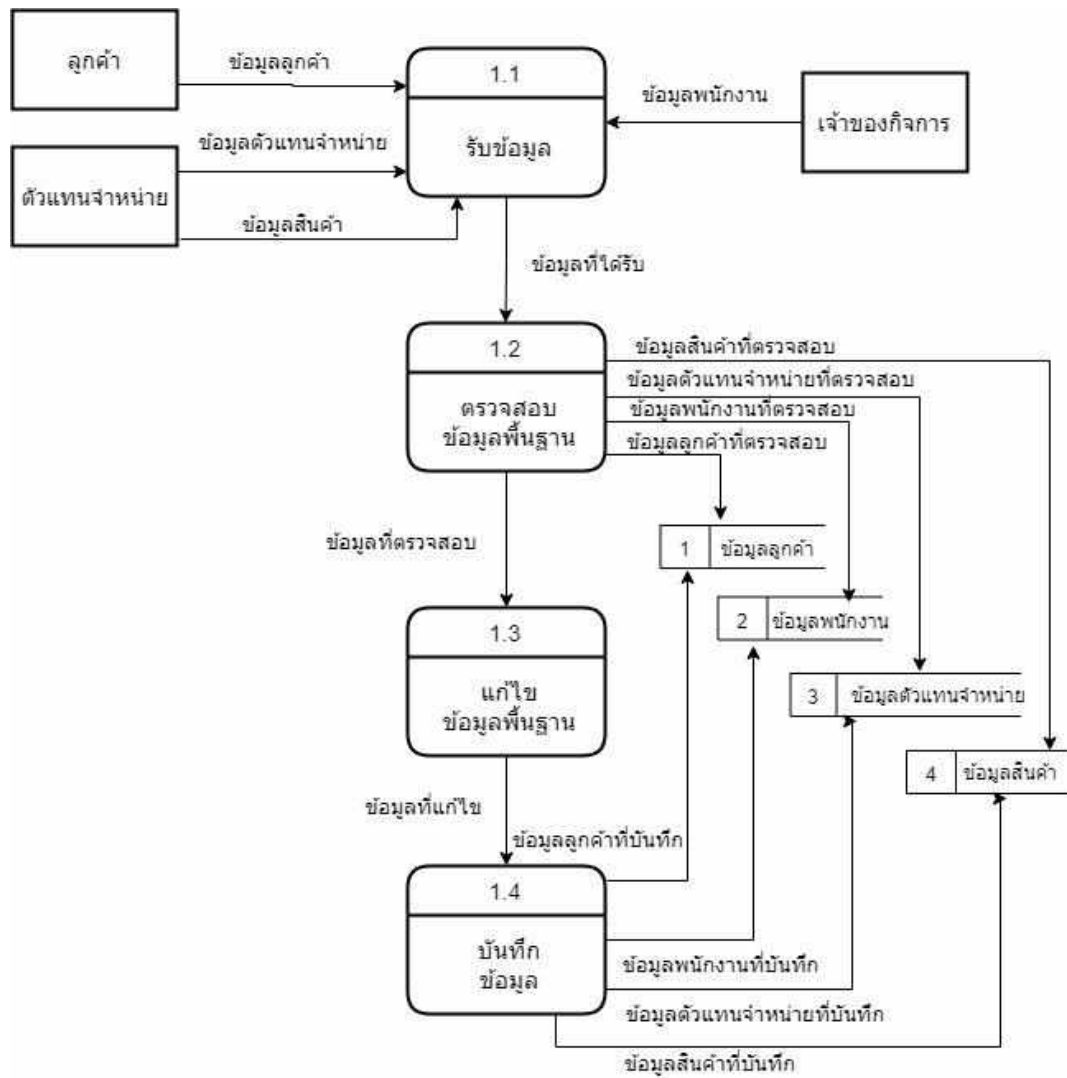 ลูกค้า
ข้อมูลลูกค้า
1.1
รับข้อมูล
ข้อมูลพนักงาน
เจ้าของกิจการ
ข้อมูลตัวแทนจำหน่าย
ตัวแทนจำหน่าย
ข้อมูลสินค้า
ข้อมูลที่ได้รับ
1.2
ตรวจสอบ
ข้อมูลพื้นฐาน
ข้อมูลสินค้าที่ตรวจสอบ
ข้อมูลตัวแทนจำหน่ายที่ตรวจสอบ
ข้อมูลพนักงานที่ตรวจสอบ
ข้อมูลลูกค้าที่ตรวจสอบ
ข้อมูลที่ตรวจสอบ
1 ข้อมูลลูกค้า
2 ข้อมูลพนักงาน
3 ข้อมูลตัวแทนจำหน่าย
4 ข้อมูลสินค้า
1.3
แก้ไข
ข้อมูลพื้นฐาน
ข้อมูลที่แก้ไข
ข้อมูลลูกค้าที่บันทึก
1.4
บันทึก
ข้อมูล
ข้อมูลพนักงานที่บันทึก
ข้อมูลตัวแทนจำหน่ายที่บันทึก
ข้อมูลสินค้าที่บันทึก